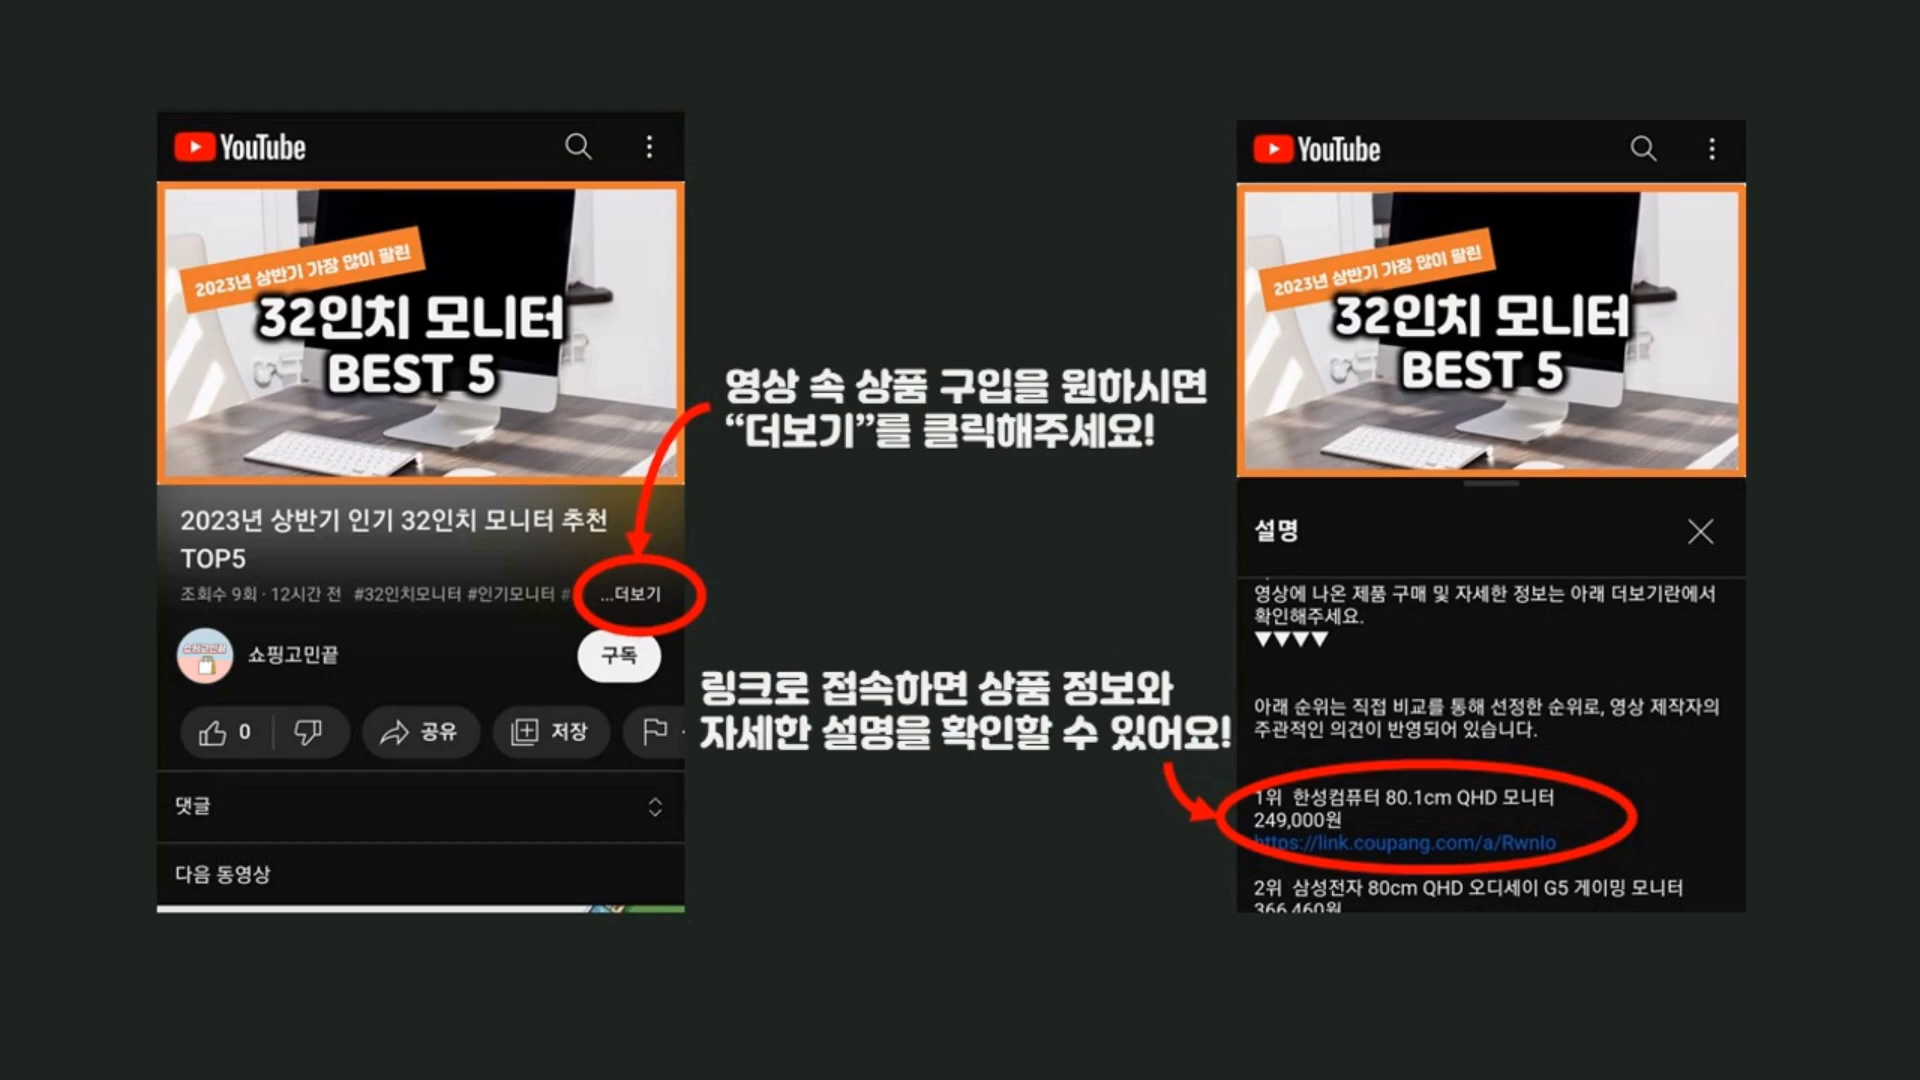 YouTube
2023년 상반기 가장 많이 팔린
32인치 모니터
BEST 5
2023년 상반기 인기 32인치 모니터 추천
TOP5
조회수 9회 · 12시간 전 #32인치모니터 #인기모니터 # ...더보기
쇼핑고민끝
쇼핑고민끝
구독
0
공유
저장
댓글
다음 동영상
영상 속 상품 구입을 원하시면
“더보기”를 클릭해주세요!
링크로 접속하면 상품 정보와
자세한 설명을 확인할 수 있어요!
YouTube
2023년 상반기 가장 많이 팔린
32인치 모니터
BEST 5
설명
영상에 나온 제품 구매 및 자세한 정보는 아래 더보기란에서
확인해주세요.
▼▼▼▼
아래 순위는 직접 비교를 통해 선정한 순위로, 영상 제작자의
주관적인 의견이 반영되어 있습니다.
1위 한성컴퓨터 80.1cm QHD 모니터
249,000원
https://link.coupang.com/a/RwnIo
2위 삼성전자 80cm QHD 오디세이 G5 게이밍 모니터
366,460원